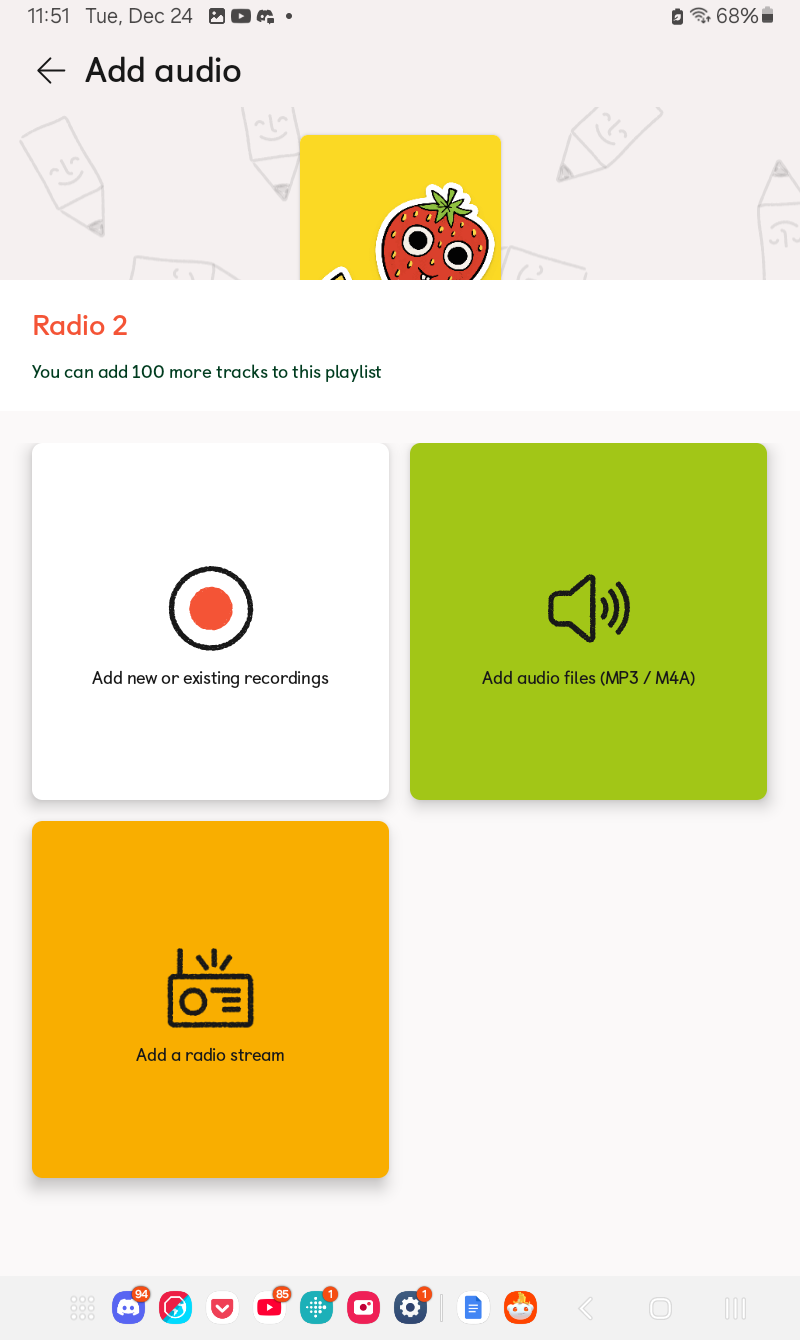 11:51 Tue, Dec 24
68%
Add audio
Radio 2
You can add 100 more tracks to this playlist
Add new or existing recordings
Add audio files (MP3 / M4A)
Add a radio stream
94
85
1
1